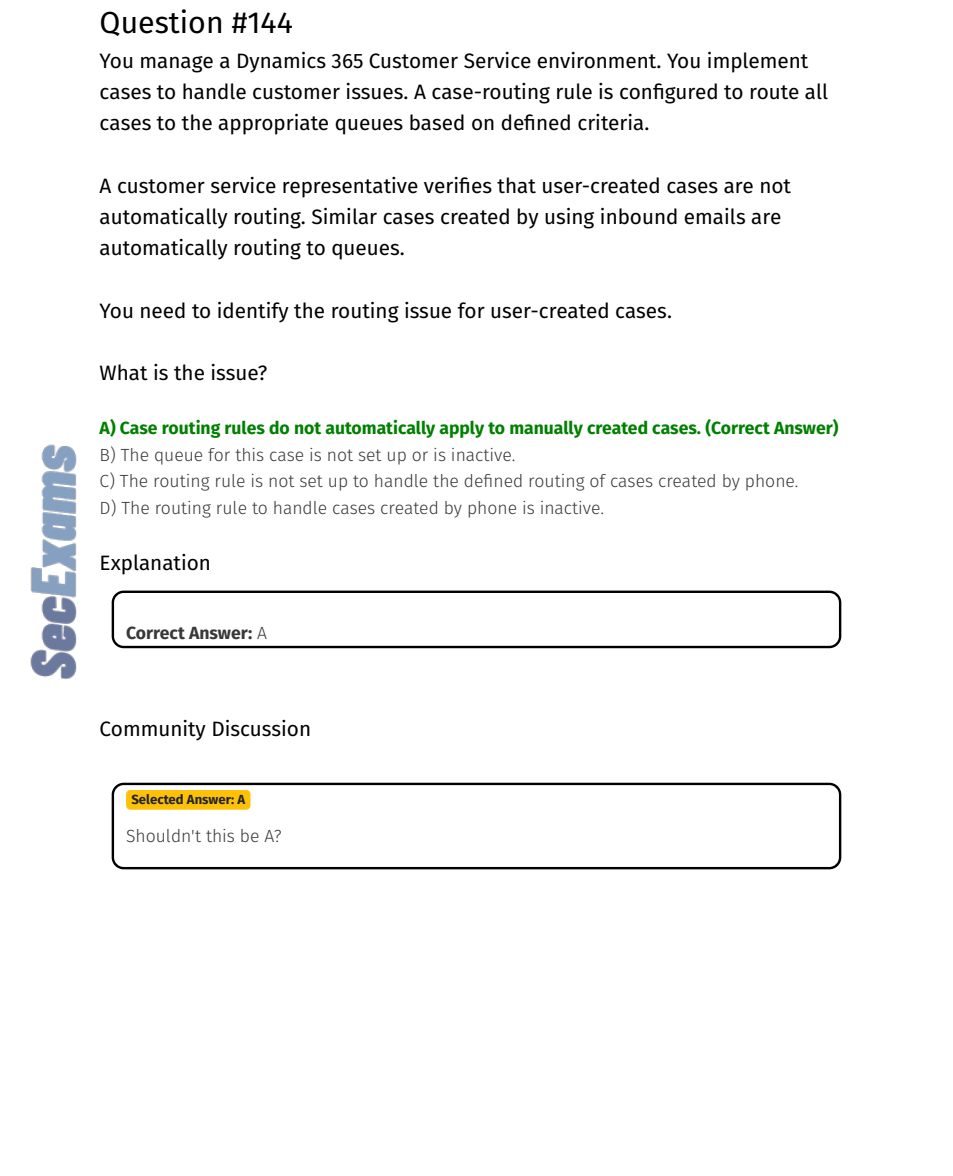 Question #144
You manage a Dynamics 365 Customer Service environment. You implement
cases to handle customer issues. A case-routing rule is configured to route all
cases to the appropriate queues based on defined criteria.
A customer service representative verifies that user-created cases are not
automatically routing. Similar cases created by using inbound emails are
automatically routing to queues.
You need to identify the routing issue for user-created cases.
What is the issue?
A) Case routing rules do not automatically apply to manually created cases. (Correct Answer)
B) The queue for this case is not set up or is inactive.
C) The routing rule is not set up to handle the defined routing of cases created by phone.
D) The routing rule to handle cases created by phone is inactive.
SecExams
Explanation
Correct Answer: A
Community Discussion
Selected Answer: A
Shouldn't this be A?